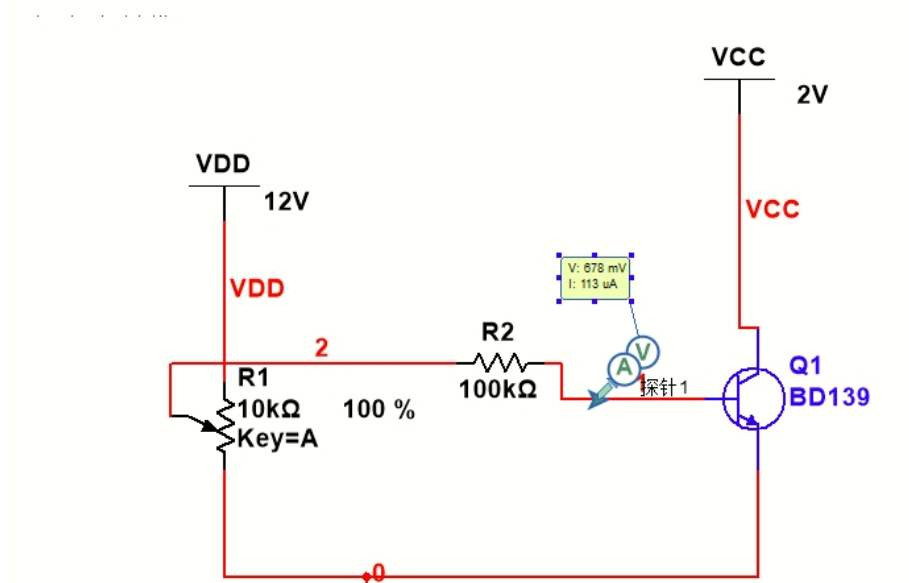 VCC
2V
VDD
12V
VCC
VDD
V: 678 mV
I: 113 uA
2
R2
V
A
Q1
R1
100kΩ
1
探针1
BD139
10kΩ
100 %
Key=A
0